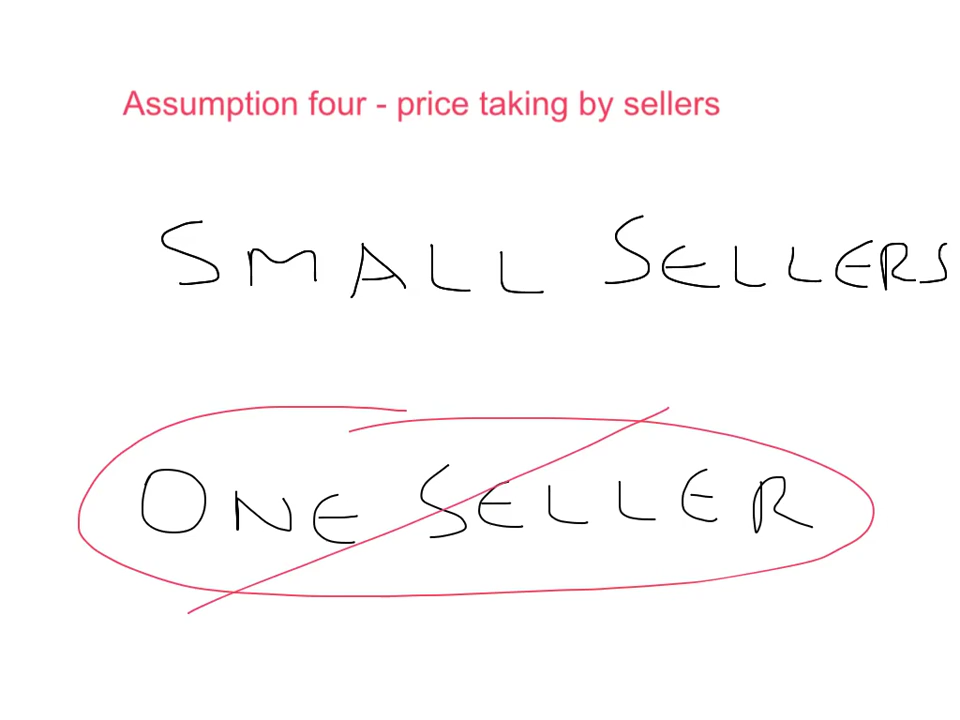 Assumption four - price taking by sellers
SMALL SELLERS
ONE SELLER